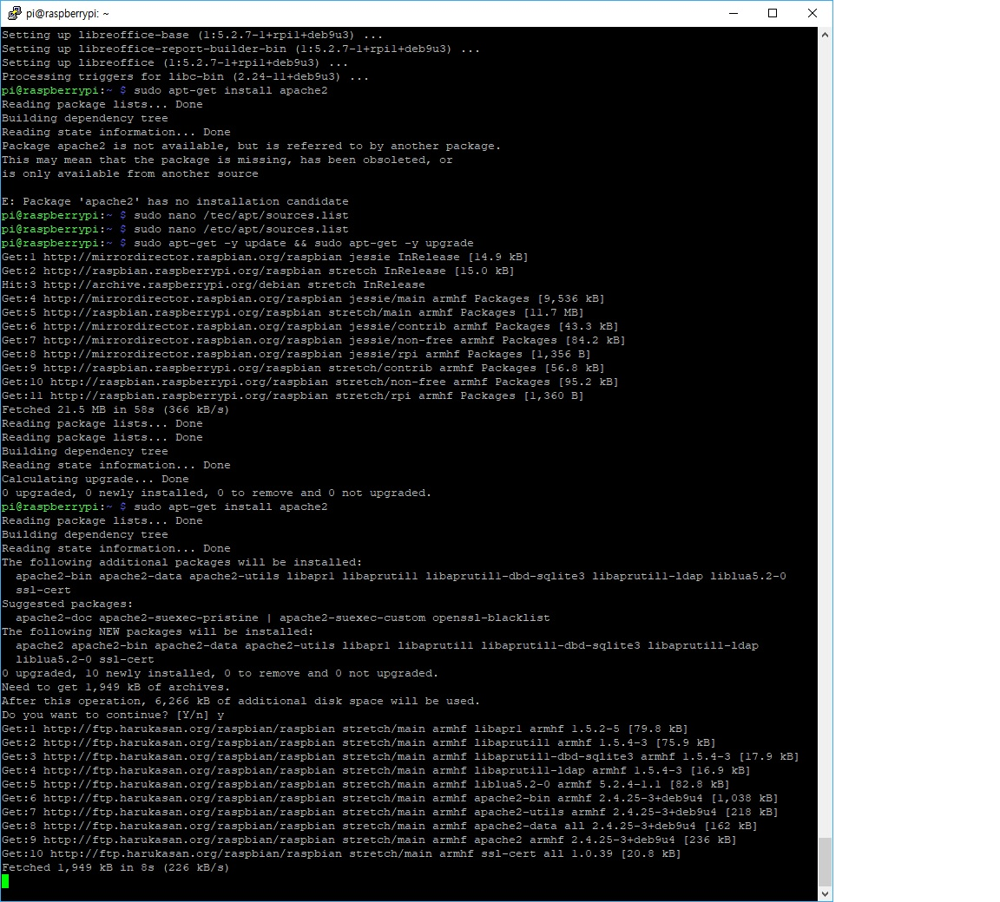 pi@raspberrypi: ~
Setting up libreoffice-base (1:5.2.7-1+rpi1+deb9u3) ...
Setting up libreoffice-report-builder-bin (1:5.2.7-1+rpi1+deb9u3) ...
Setting up libreoffice (1:5.2.7-1+rpi1+deb9u3) ...
Processing triggers for libc-bin (2.24-11+deb9u3) ...
pi@raspberrypi:~ $ sudo apt-get install apache2
Reading package lists... Done
Building dependency tree
Reading state information... Done
Package apache2 is not available, but is referred to by another package.
This may mean that the package is missing, has been obsoleted, or
is only available from another source

E: Package 'apache2' has no installation candidate
pi@raspberrypi:~ $ sudo nano /tec/apt/sources.list
pi@raspberrypi:~ $ sudo nano /etc/apt/sources.list
pi@raspberrypi:~ $ sudo apt-get -y update && sudo apt-get -y upgrade
Get:1 http://mirrordirector.raspbian.org/raspbian jessie InRelease [14.9 kB]
Get:2 http://raspbian.raspberrypi.org/raspbian stretch InRelease [15.0 kB]
Hit:3 http://archive.raspberrypi.org/debian stretch InRelease
Get:4 http://mirrordirector.raspbian.org/raspbian jessie/main armhf Packages [9,536 kB]
Get:5 http://raspbian.raspberrypi.org/raspbian stretch/main armhf Packages [11.7 MB]
Get:6 http://mirrordirector.raspbian.org/raspbian jessie/contrib armhf Packages [43.3 kB]
Get:7 http://mirrordirector.raspbian.org/raspbian jessie/non-free armhf Packages [84.2 kB]
Get:8 http://mirrordirector.raspbian.org/raspbian jessie/rpi armhf Packages [1,356 B]
Get:9 http://raspbian.raspberrypi.org/raspbian stretch/contrib armhf Packages [56.8 kB]
Get:10 http://raspbian.raspberrypi.org/raspbian stretch/non-free armhf Packages [95.2 kB]
Get:11 http://raspbian.raspberrypi.org/raspbian stretch/rpi armhf Packages [1,360 B]
Fetched 21.5 MB in 58s (366 kB/s)
Reading package lists... Done
Reading package lists... Done
Building dependency tree
Reading state information... Done
Calculating upgrade... Done
0 upgraded, 0 newly installed, 0 to remove and 0 not upgraded.
pi@raspberrypi:~ $ sudo apt-get install apache2
Reading package lists... Done
Building dependency tree
Reading state information... Done
The following additional packages will be installed:
  apache2-bin apache2-data apache2-utils libapr1 libaprutil1 libaprutil1-dbd-sqlite3 libaprutil1-ldap liblua5.2-0
  ssl-cert
Suggested packages:
  apache2-doc apache2-suexec-pristine | apache2-suexec-custom openssl-blacklist
The following NEW packages will be installed:
  apache2 apache2-bin apache2-data apache2-utils libapr1 libaprutil1 libaprutil1-dbd-sqlite3 libaprutil1-ldap
  liblua5.2-0 ssl-cert
0 upgraded, 10 newly installed, 0 to remove and 0 not upgraded.
Need to get 1,949 kB of archives.
After this operation, 6,266 kB of additional disk space will be used.
Do you want to continue? [Y/n] y
Get:1 http://ftp.harukasan.org/raspbian/raspbian stretch/main armhf libapr1 armhf 1.5.2-5 [79.8 kB]
Get:2 http://ftp.harukasan.org/raspbian/raspbian stretch/main armhf libaprutil1 armhf 1.5.4-3 [75.9 kB]
Get:3 http://ftp.harukasan.org/raspbian/raspbian stretch/main armhf libaprutil1-dbd-sqlite3 armhf 1.5.4-3 [17.9 kB]
Get:4 http://ftp.harukasan.org/raspbian/raspbian stretch/main armhf libaprutil1-ldap armhf 1.5.4-3 [16.9 kB]
Get:5 http://ftp.harukasan.org/raspbian/raspbian stretch/main armhf liblua5.2-0 armhf 5.2.4-1.1 [82.8 kB]
Get:6 http://ftp.harukasan.org/raspbian/raspbian stretch/main armhf apache2-bin armhf 2.4.25-3+deb9u4 [1,038 kB]
Get:7 http://ftp.harukasan.org/raspbian/raspbian stretch/main armhf apache2-utils armhf 2.4.25-3+deb9u4 [218 kB]
Get:8 http://ftp.harukasan.org/raspbian/raspbian stretch/main armhf apache2-data all 2.4.25-3+deb9u4 [162 kB]
Get:9 http://ftp.harukasan.org/raspbian/raspbian stretch/main armhf apache2 armhf 2.4.25-3+deb9u4 [236 kB]
Get:10 http://ftp.harukasan.org/raspbian/raspbian stretch/main armhf ssl-cert all 1.0.39 [20.8 kB]
Fetched 1,949 kB in 8s (226 kB/s)